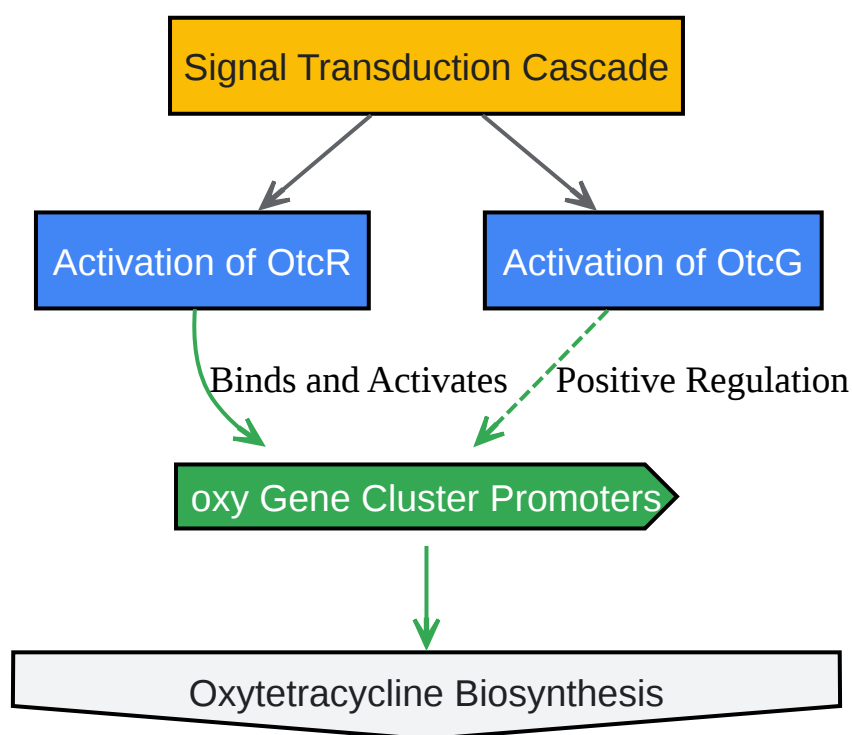 Signal Transduction Cascade
Activation of OtcR
Activation of OtcG
Binds and Activates
Positive Regulation
oxy Gene Cluster Promoters
Oxytetracycline Biosynthesis